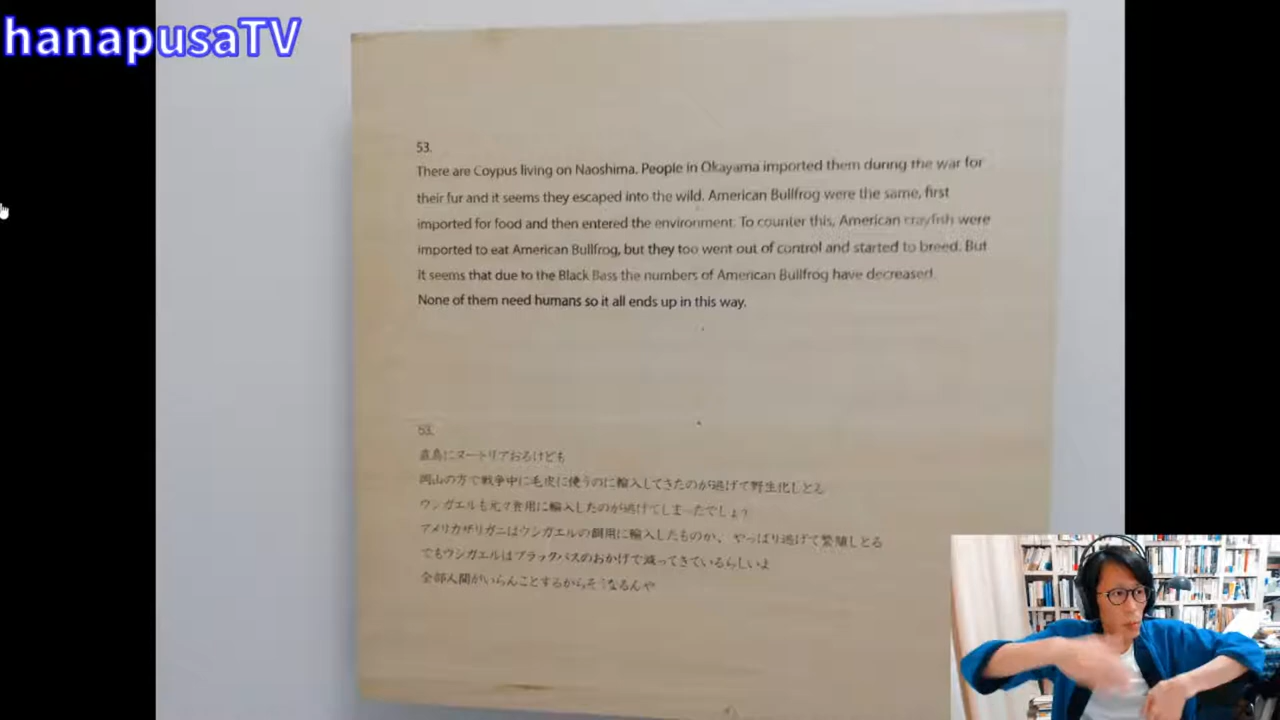 hanapusaTV
53.
There are Coypus living on Naoshima. People in Okayama imported them during the war for
their fur and it seems they escaped into the wild. American Bullfrog were the same, first
imported for food and then entered the environment. To counter this, American crayfish were
imported to eat American Bullfrog, but they too went out of control and started to breed. But
it seems that due to the Black Bass the numbers of American Bullfrog have decreased.
None of them need humans so it all ends up in this way.
53.
直島にヌートリアおるけども
岡山の方で戦争中に毛皮に使うのに輸入してきたのが逃げて野生化しとる
ウシガエルも元々食用に輸入したのが逃げてしまったでしょ？
アメリカザリガニはウシガエルの餌用に輸入したものが、やっぱり逃げて繁殖しとる
でもウシガエルはブラックバスのおかげで減ってきているらしいよ
全部人間がいらんことするからそうなるんや